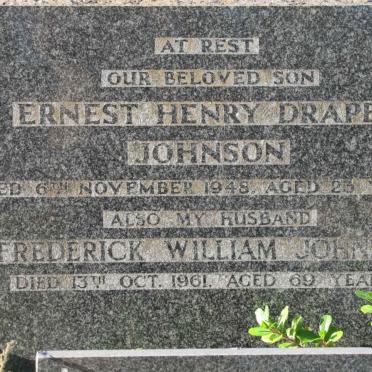 AT REST
OUR BELOVED SON
ERNEST HENRY DRAPE
JOHNSON
ED 6TH NOVEMBER 1948. AGED 25
ALSO MY HUSBAND
FREDERICK WILLIAM JOHN
DIED 13TH OCT. 1961. AGED 69 YEA